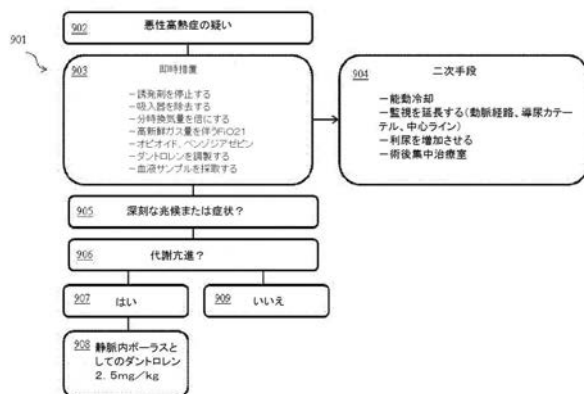 901
902 悪性高熱症の疑い
903 即時措置
－誘発剤を停止する
－吸入器を除去する
－分時換気量を倍にする
－高新鮮ガス量を伴うFiO21
－オピオイド、ベンゾジアゼピン
－ダントロレンを調製する
－血液サンプルを採取する
904 二次手段
－能動冷却
－監視を延長する(動脈経路、導尿カテー
テル、中心ライン)
－利尿を増加させる
－術後集中治療室
905 深刻な兆候または症状？
906 代謝亢進？
907 はい
909 いいえ
908 静脈内ボーラスと
してのダントロレン
２．５mg／kg